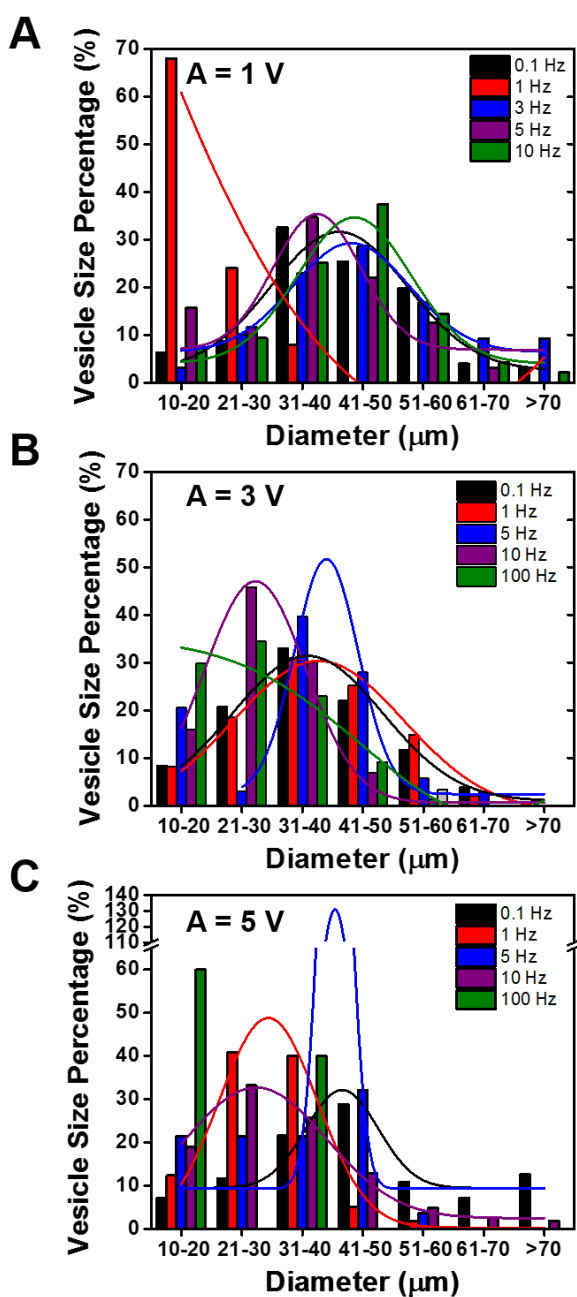 A
A = 1 V
Vesicle Size Percentage (%)
70
60
50
40
30
20
10
0
0.1 Hz
1 Hz
3 Hz
5 Hz
10 Hz
10-20 21-30 31-40 41-50 51-60 61-70 >70
Diameter (μm)
B
A = 3 V
Vesicle Size Percentage (%)
70
60
50
40
30
20
10
0
0.1 Hz
1 Hz
5 Hz
10 Hz
100 Hz
10-20 21-30 31-40 41-50 51-60 61-70 >70
Diameter (μm)
C
A = 5 V
Vesicle Size Percentage (%)
140
130
120
110
60
50
40
30
20
10
0
0.1 Hz
1 Hz
5 Hz
10 Hz
100 Hz
10-20 21-30 31-40 41-50 51-60 61-70 >70
Diameter (μm)